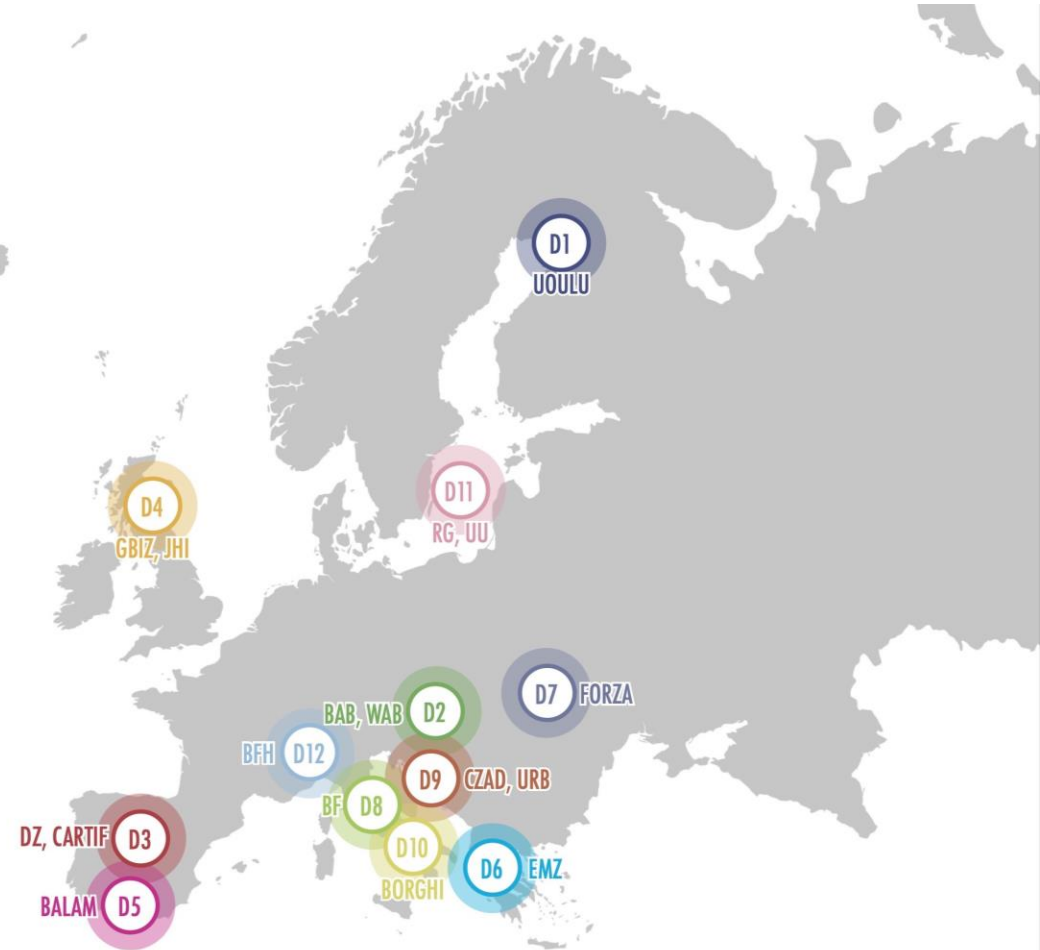 D1
UOULU
D11
RG, UU
D4
GBIZ, JHI
D7
FORZA
BAB, WAB
D2
BFH
D12
D9
CZAD, URB
BF
D8
DZ, CARTIF
D3
D10
BORGHI
D6
EMZ
BALAM
D5